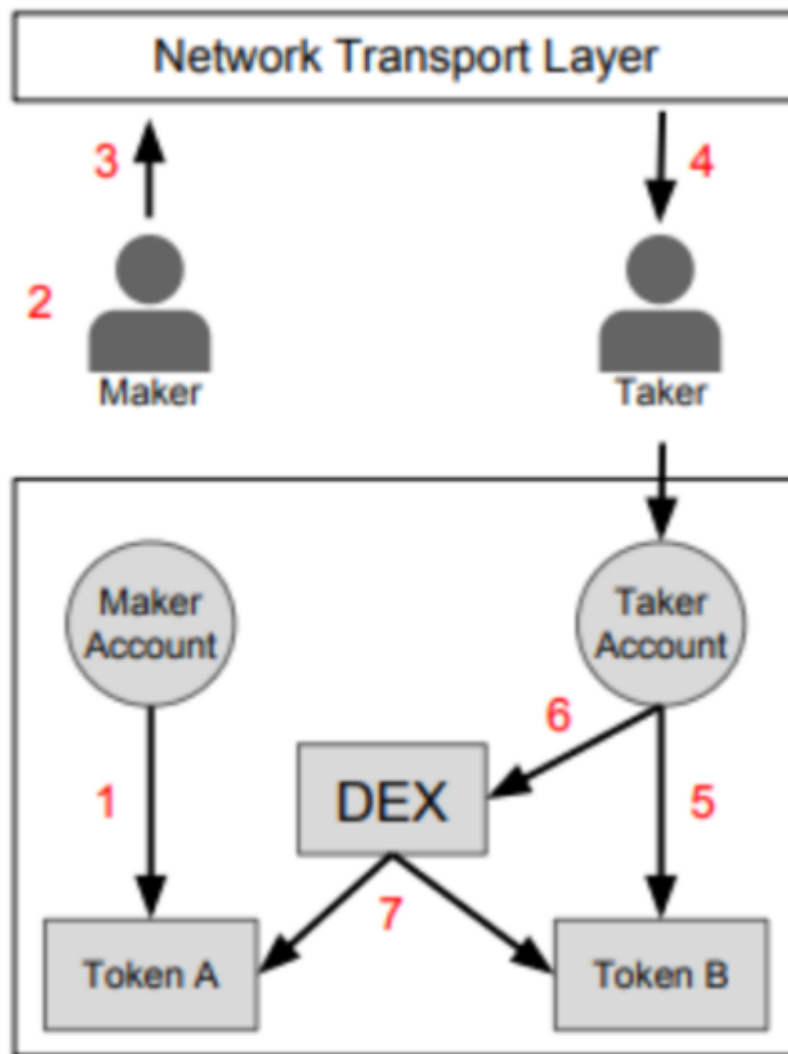 Network Transport Layer
3
4
2
Maker
Taker
Maker
Account
Taker
Account
6
1
DEX
5
7
Token A
Token B